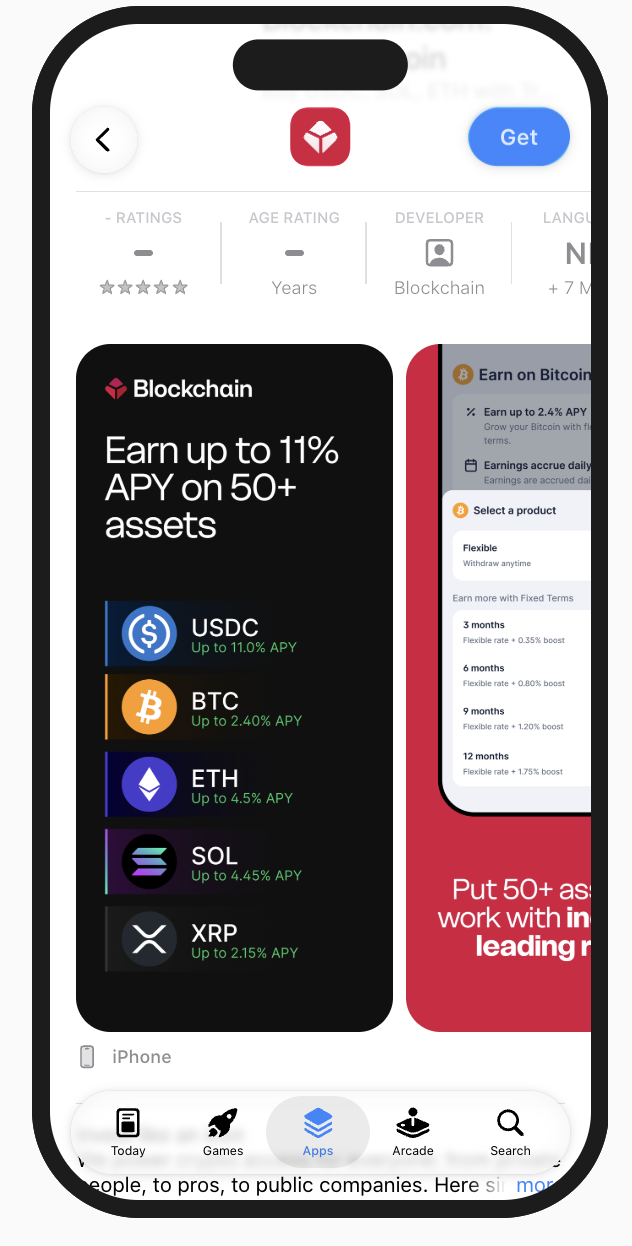 Get
- RATINGS
AGE RATING
DEVELOPER
Years
Blockchain
+ 7 M
Blockchain
Earn up to 11%
APY on 50+
assets
USDC
Up to 11.0% APY
BTC
Up to 2.40% APY
ETH
Up to 4.5% APY
SOL
Up to 4.45% APY
XRP
Up to 2.15% APY
Earn on Bitcoin
Earn up to 2.4% APY
Grow your Bitcoin with
terms.
Earnings accrue daily
Earnings are accrued
Select a product
Flexible
Withdraw anytime
Earn more with Fixed Terms
3 months
Flexible rate + 0.35% boost
6 months
Flexible rate + 0.80% boost
9 months
Flexible rate + 1.20% boost
12 months
Flexible rate + 1.75% boost
Put 50+
work with
leading
iPhone
Today
Games
Apps
Arcade
Search
people, to pros, to public companies. Here